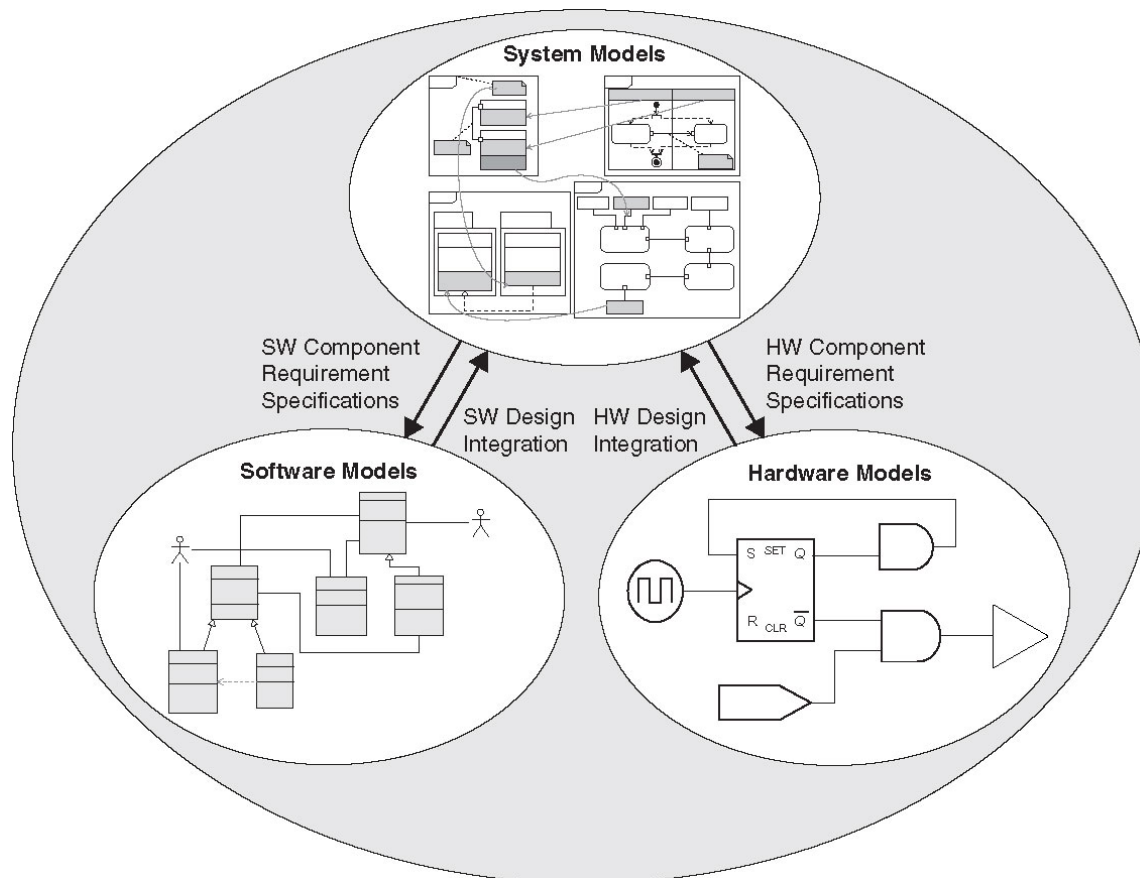 System Models
SW Component
Requirement
Specifications
HW Component
Requirement
Specifications
SW Design
Integration
HW Design
Integration
Software Models
Hardware Models
S SET Q
R CLR Q̅